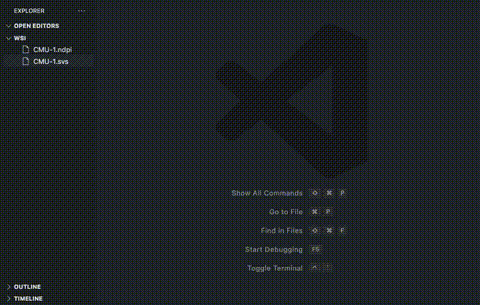 EXPLORER ···
OPEN EDITORS
WSI
CMU-1.ndpi
CMU-1.svs
Show All Commands ⇧ ⌘ P
Go to File ⌘ P
Find in Files ⇧ ⌘ F
Start Debugging F5
Toggle Terminal ^ `
OUTLINE
TIMELINE